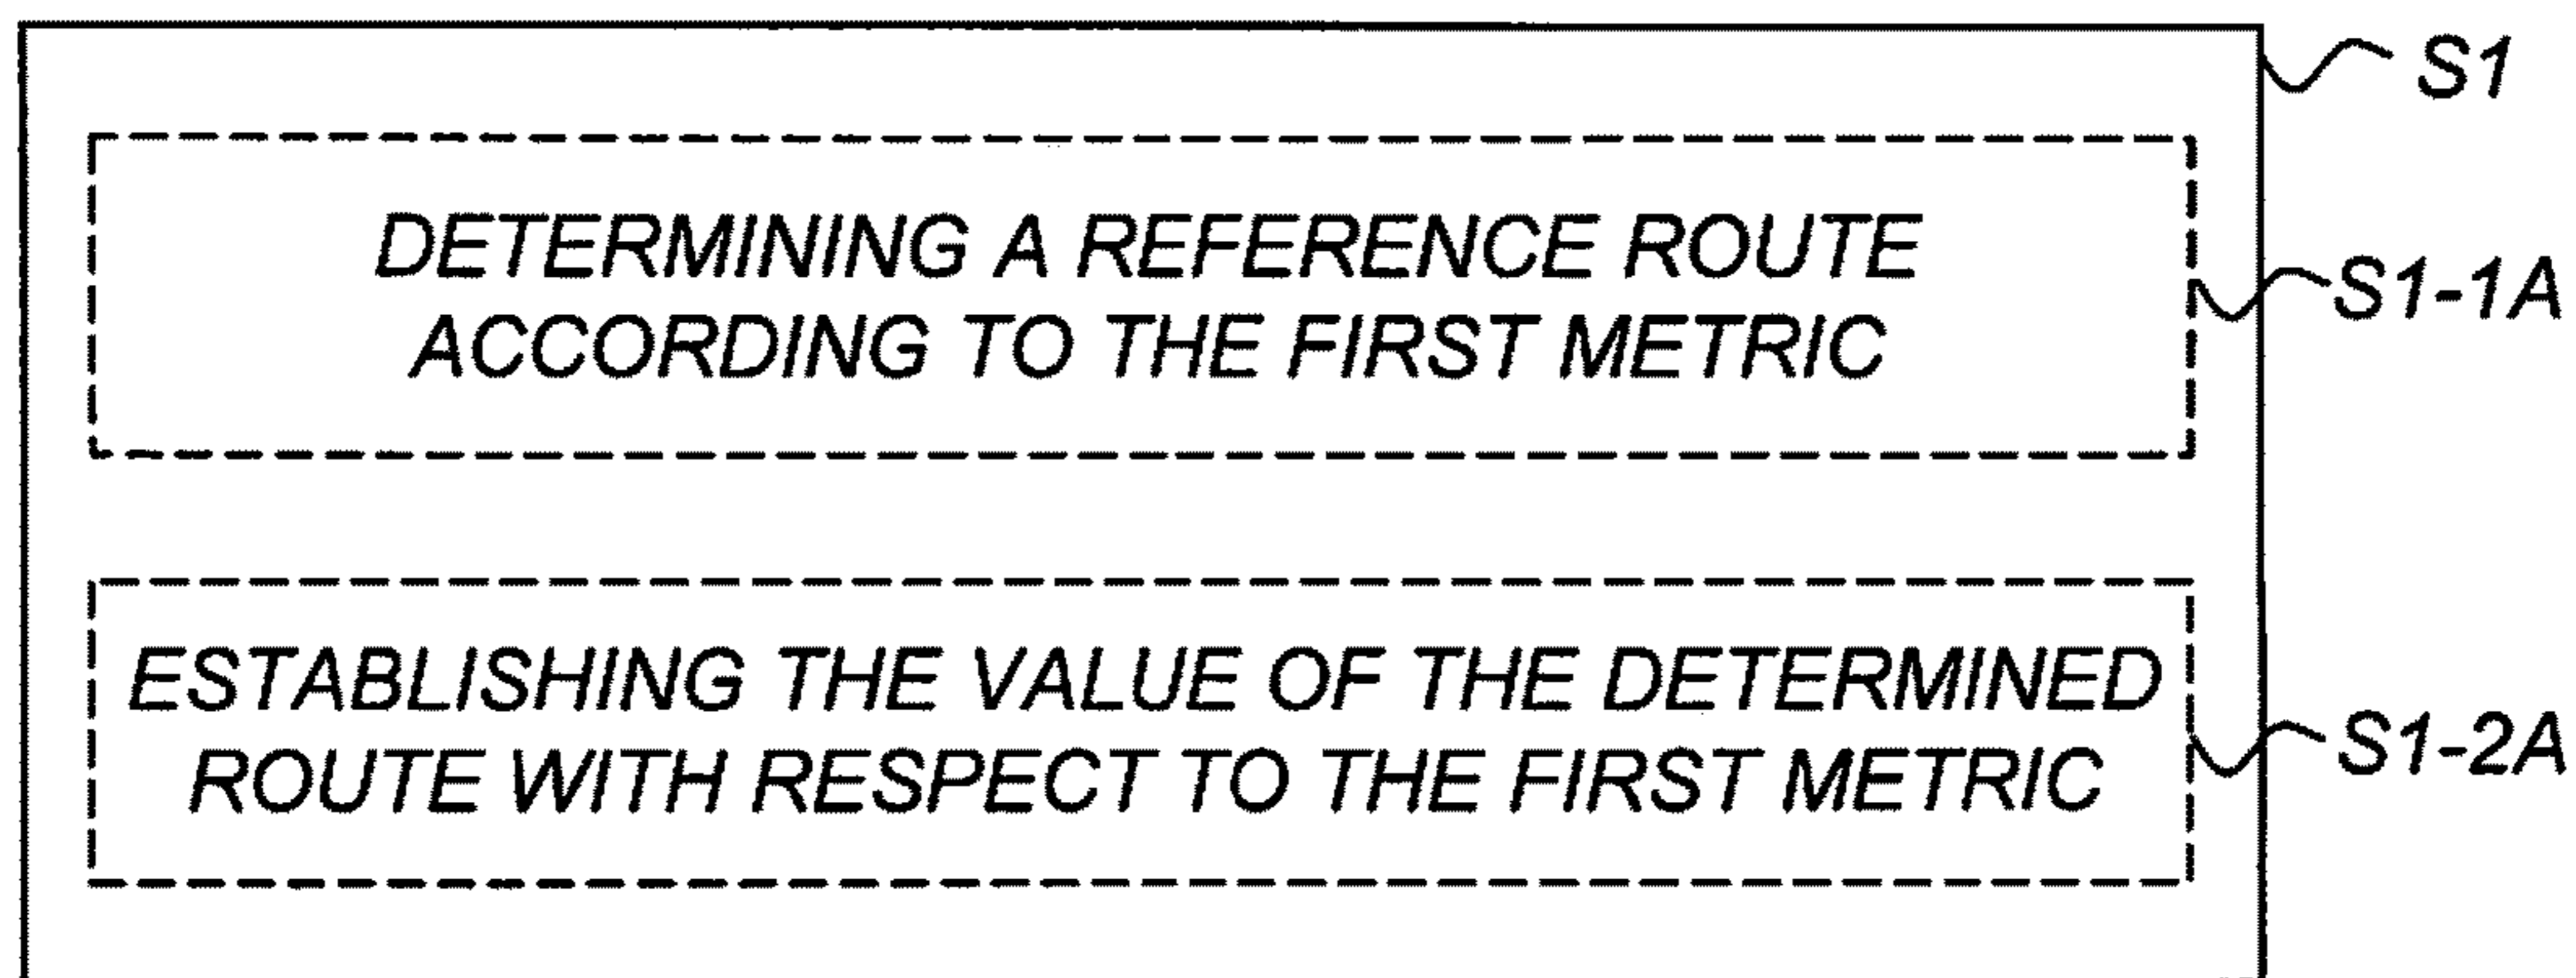 S1
DETERMINING A REFERENCE ROUTE
ACCORDING TO THE FIRST METRIC
S1-1A
ESTABLISHING THE VALUE OF THE DETERMINED
ROUTE WITH RESPECT TO THE FIRST METRIC
S1-2A